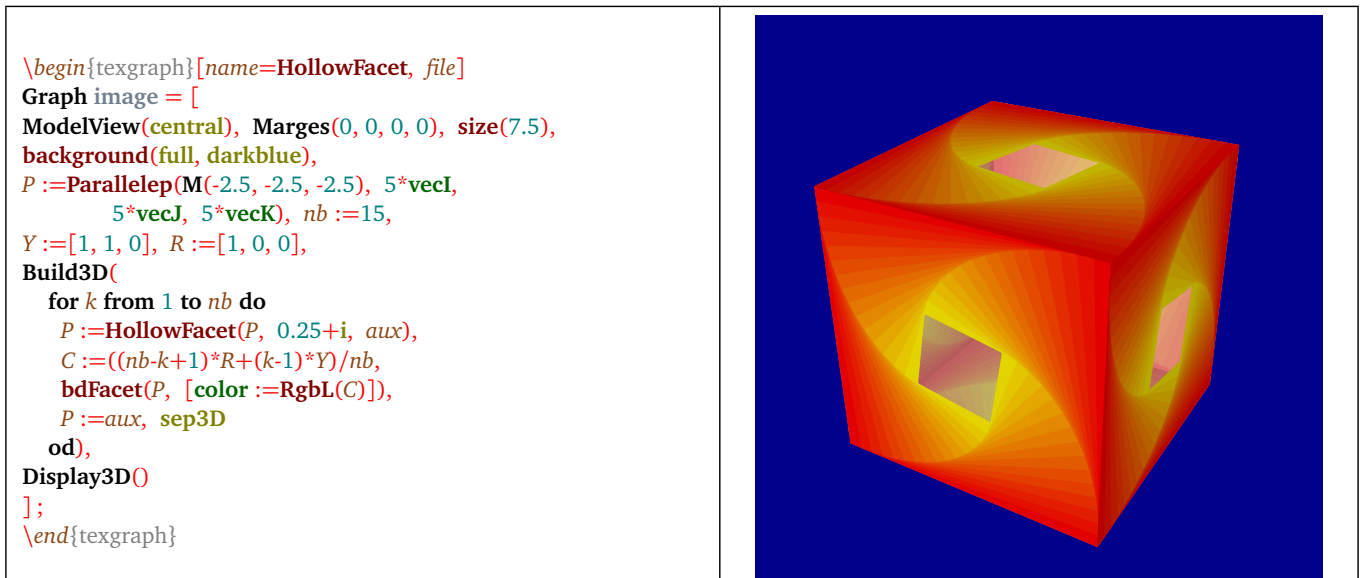 \begin{texgraph}[name=HollowFacet, file]
Graph image = [
ModelView(central), Marges(0, 0, 0, 0), size(7.5),
background(full, darkblue),
P :=Parallelep(M(-2.5, -2.5, -2.5), 5*vecI,
5*vecJ, 5*vecK), nb :=15,
Y :=[1, 1, 0], R :=[1, 0, 0],
Build3D(
for k from 1 to nb do
P :=HollowFacet(P, 0.25+i, aux),
C :=((nb-k+1)*R+(k-1)*Y)/nb,
bdFacet(P, [color :=RgbL(C)]),
P :=aux, sep3D
od),
Display3D()
];
\end{texgraph}